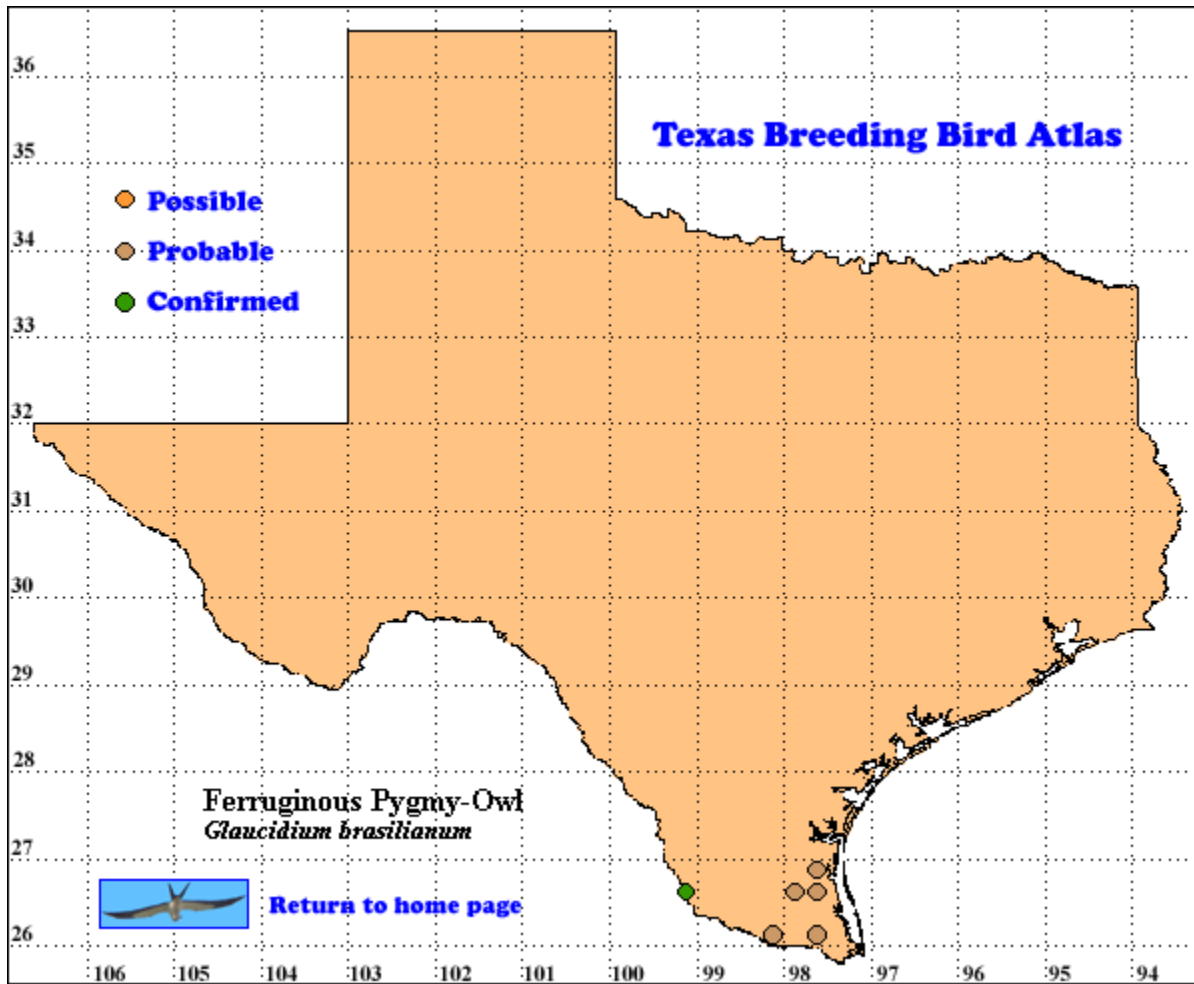 Texas Breeding Bird Atlas
36
35
34
33
32
31
30
29
28
27
26
Possible
Probable
Confirmed
Ferruginous Pygmy-Owl
Glaucidium brasilianum
Return to home page
106 105 104 103 102 101 100 99 98 97 96 95 94